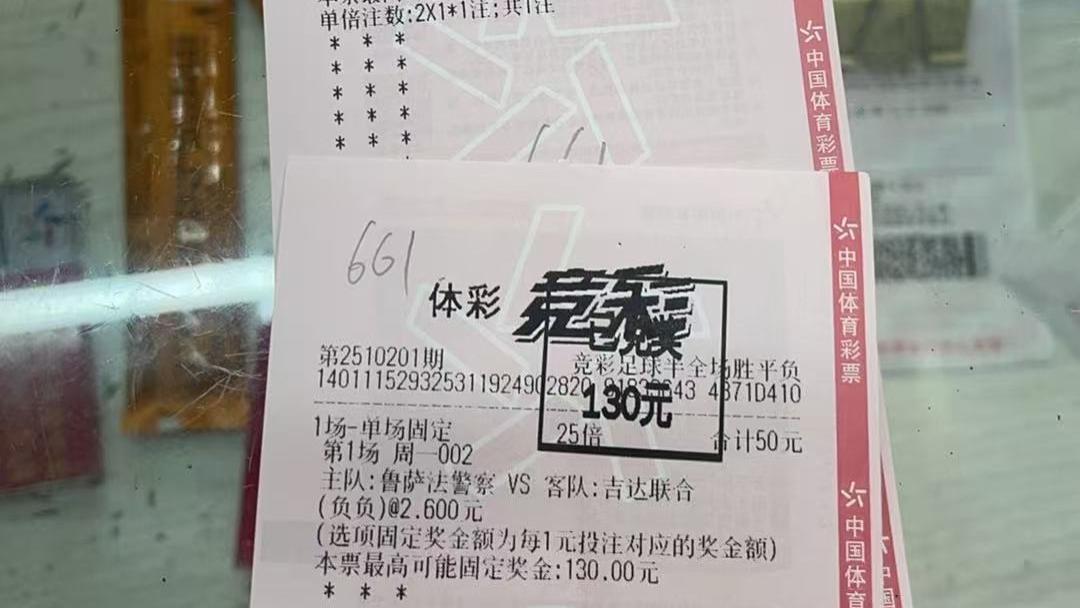 单倍注数:2X1*1注;共1注
* * *
* * *
* * *
* * *
* * *
中国体育彩票
661
体彩
已兑奖
130元
第2510201期
竞彩足球半全场胜平负
4371D410
1场-单场固定 25倍 合计50元
第1场 周一002
主队:鲁萨法警察 VS 客队:吉达联合
(负负)@2.600元
(选项固定奖金额为每1元投注对应的奖金额)
本票最高可能固定奖金:130.00元
* * *
中国体育彩票
中国体育